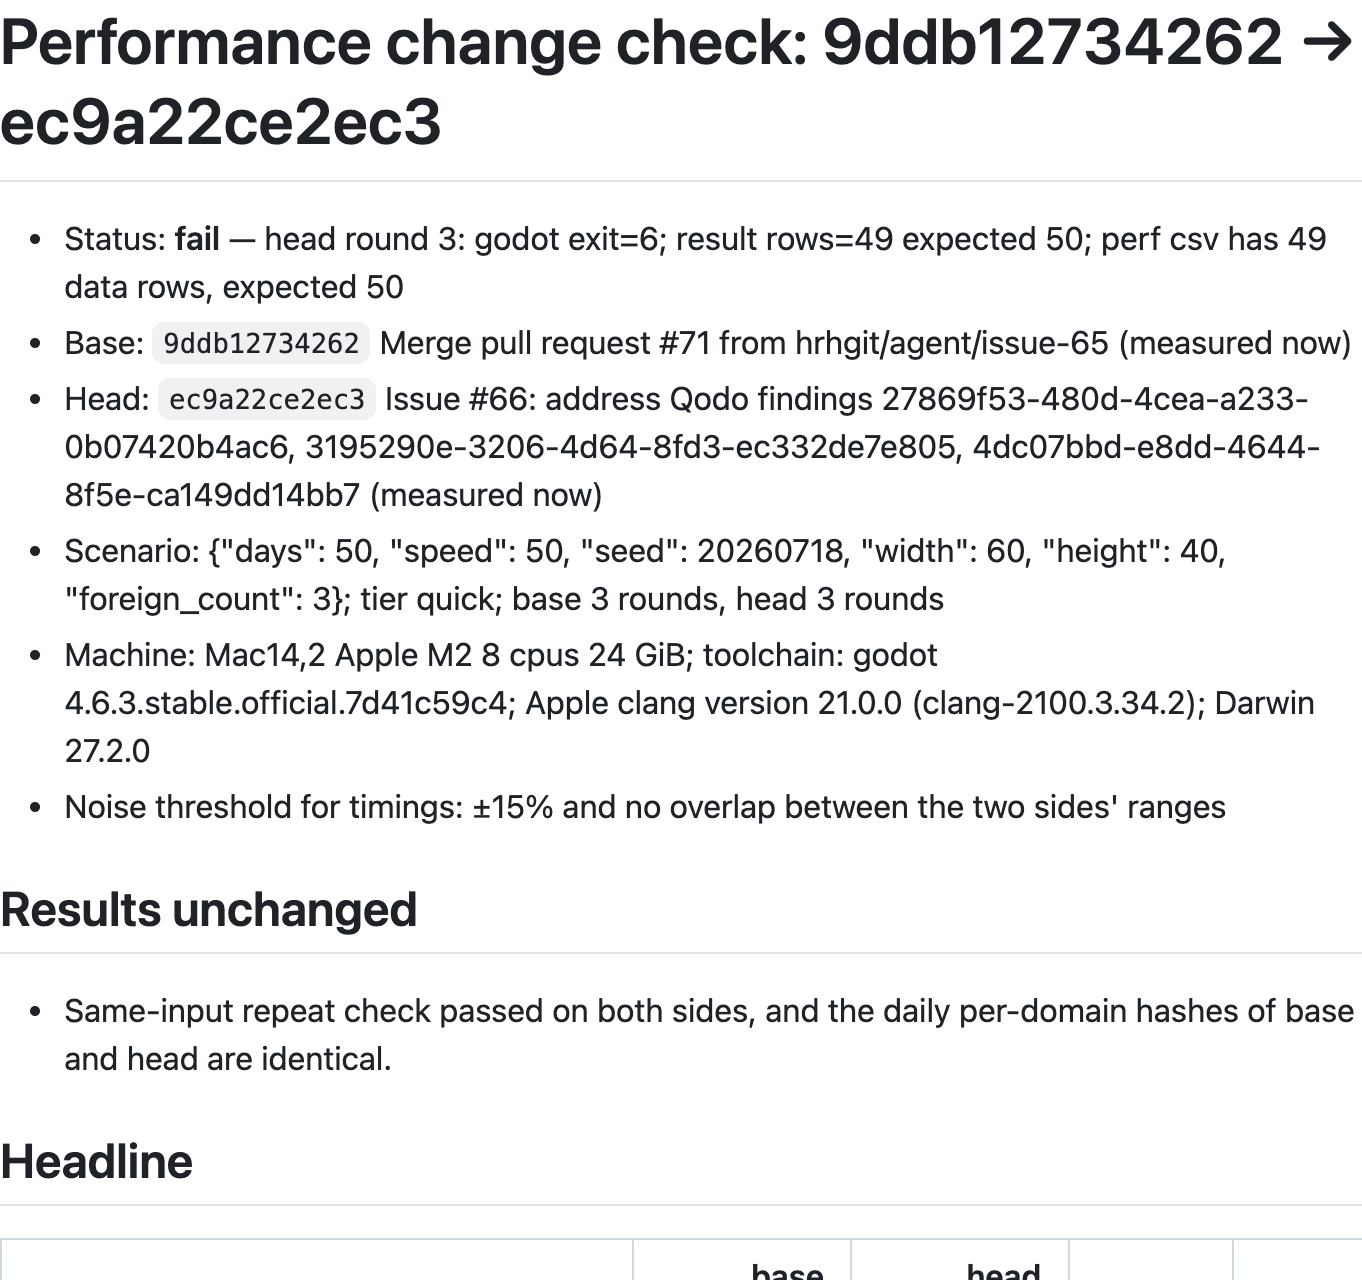 Performance change check: 9ddb12734262 →
ec9a22ce2ec3
• Status: fail — head round 3: godot exit=6; result rows=49 expected 50; perf csv has 49
data rows, expected 50
• Base: 9ddb12734262 Merge pull request #71 from hrhgit/agent/issue-65 (measured now)
• Head: ec9a22ce2ec3 Issue #66: address Qodo findings 27869f53-480d-4cea-a233-
0b07420b4ac6, 3195290e-3206-4d64-8fd3-ec332de7e805, 4dc07bbd-e8dd-4644-
8f5e-ca149dd14bb7 (measured now)
• Scenario: {"days": 50, "speed": 50, "seed": 20260718, "width": 60, "height": 40,
"foreign_count": 3}; tier quick; base 3 rounds, head 3 rounds
• Machine: Mac14,2 Apple M2 8 cpus 24 GiB; toolchain: godot
4.6.3.stable.official.7d41c59c4; Apple clang version 21.0.0 (clang-2100.3.34.2); Darwin
27.2.0
• Noise threshold for timings: ±15% and no overlap between the two sides' ranges
Results unchanged
• Same-input repeat check passed on both sides, and the daily per-domain hashes of base
and head are identical.
Headline
base head